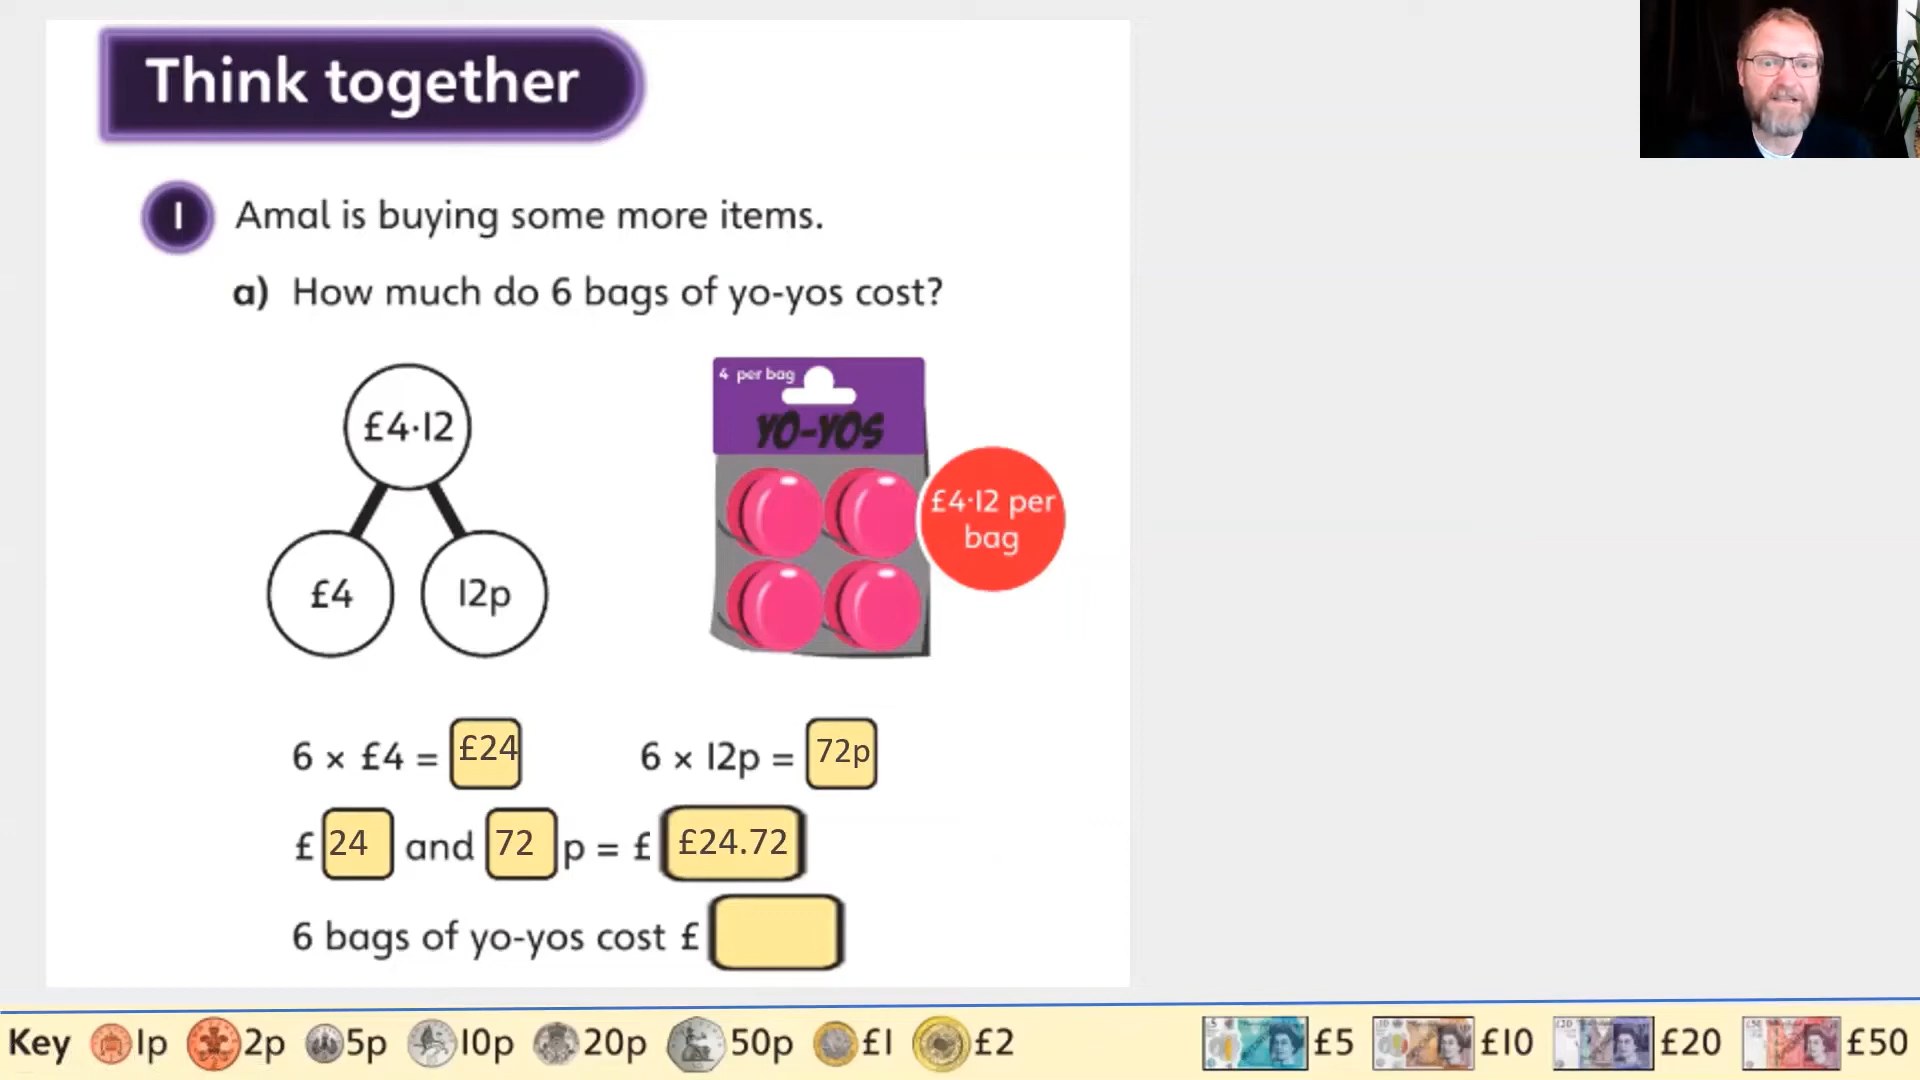 Think together
1 Amal is buying some more items.
a) How much do 6 bags of yo-yos cost?
£4·12
£4 12p
4 per bag
YO-YOS
£4·12 per
bag
6 × £4 = £24 6 × 12p = 72p
£ 24 and 72 p = £ £24.72
6 bags of yo-yos cost £
Key 1p 2p 5p 10p 20p 50p £1 £2 £5 £10 £20 £50